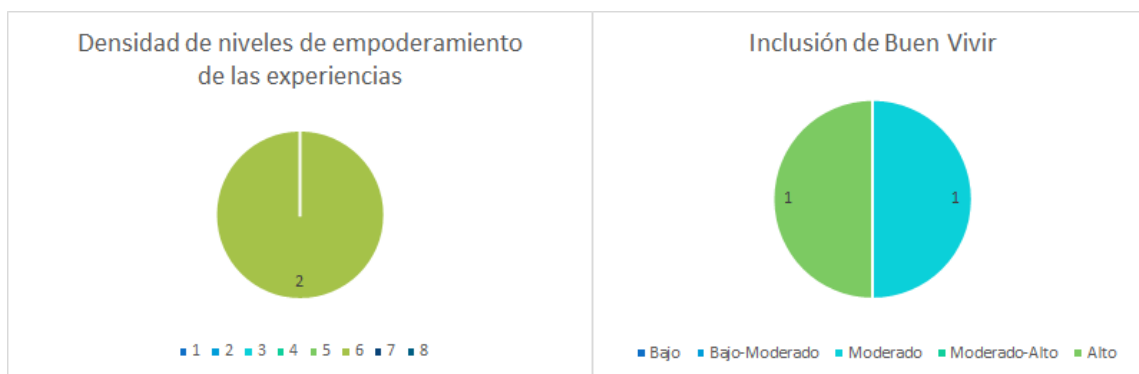 Densidad de niveles de empoderamiento
de las experiencias
2
1 2 3 4 5 6 7 8
Inclusión de Buen Vivir
1 1
Bajo Bajo-Moderado Moderado Moderado-Alto Alto